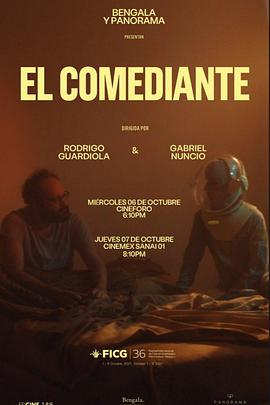 BENGALA
Y PANORAMA
PRESENTAN
EL COMEDIANTE
DIRIGIDA POR
RODRIGO
GUARDIOLA
&
GABRIEL
NUNCIO
MIÉRCOLES 06 DE OCTUBRE
CINEFORO
6:10PM
JUEVES 07 DE OCTUBRE
CINEMEX SANAI 01
8:10PM
FICG 36
Bengala.
PANORAMA